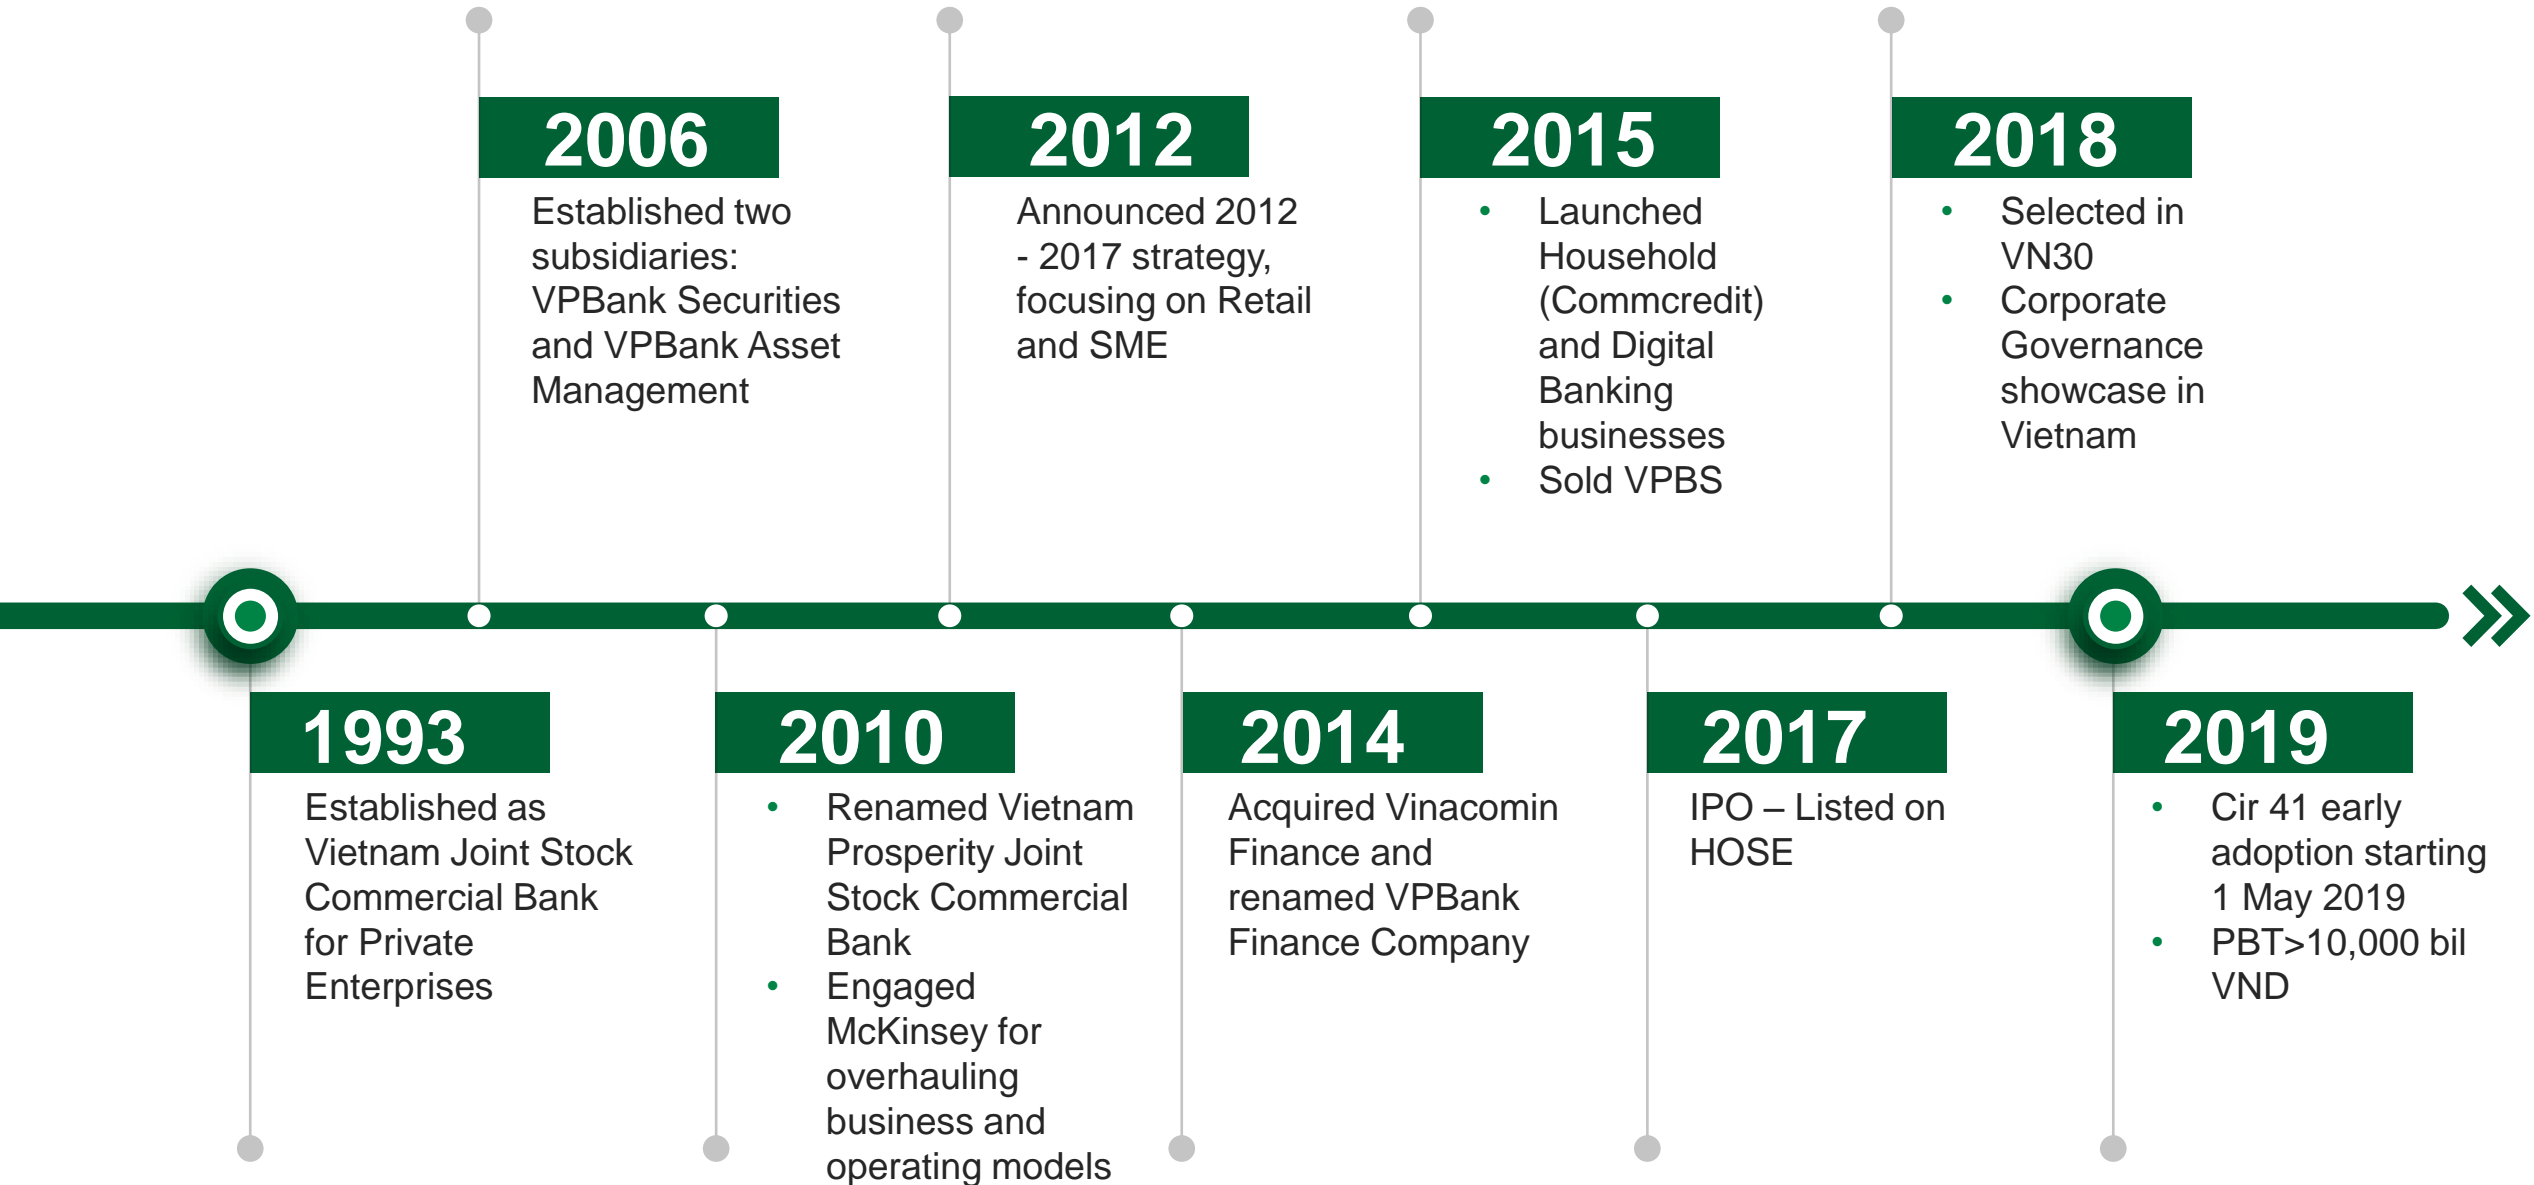 2006
Established two
subsidiaries:
VPBank Securities
and VPBank Asset
Management
2012
Announced 2012
- 2017 strategy,
focusing on Retail
and SME
2015
• Launched
Household
(Commcredit)
and Digital
Banking
businesses
• Sold VPBS
2018
• Selected in
VN30
• Corporate
Governance
showcase in
Vietnam
1993
Established as
Vietnam Joint Stock
Commercial Bank
for Private
Enterprises
2010
• Renamed Vietnam
Prosperity Joint
Stock Commercial
Bank
• Engaged
McKinsey for
overhauling
business and
operating models
2014
Acquired Vinacomin
Finance and
renamed VPBank
Finance Company
2017
IPO – Listed on
HOSE
2019
• Cir 41 early
adoption starting
1 May 2019
• PBT>10,000 bil
VND